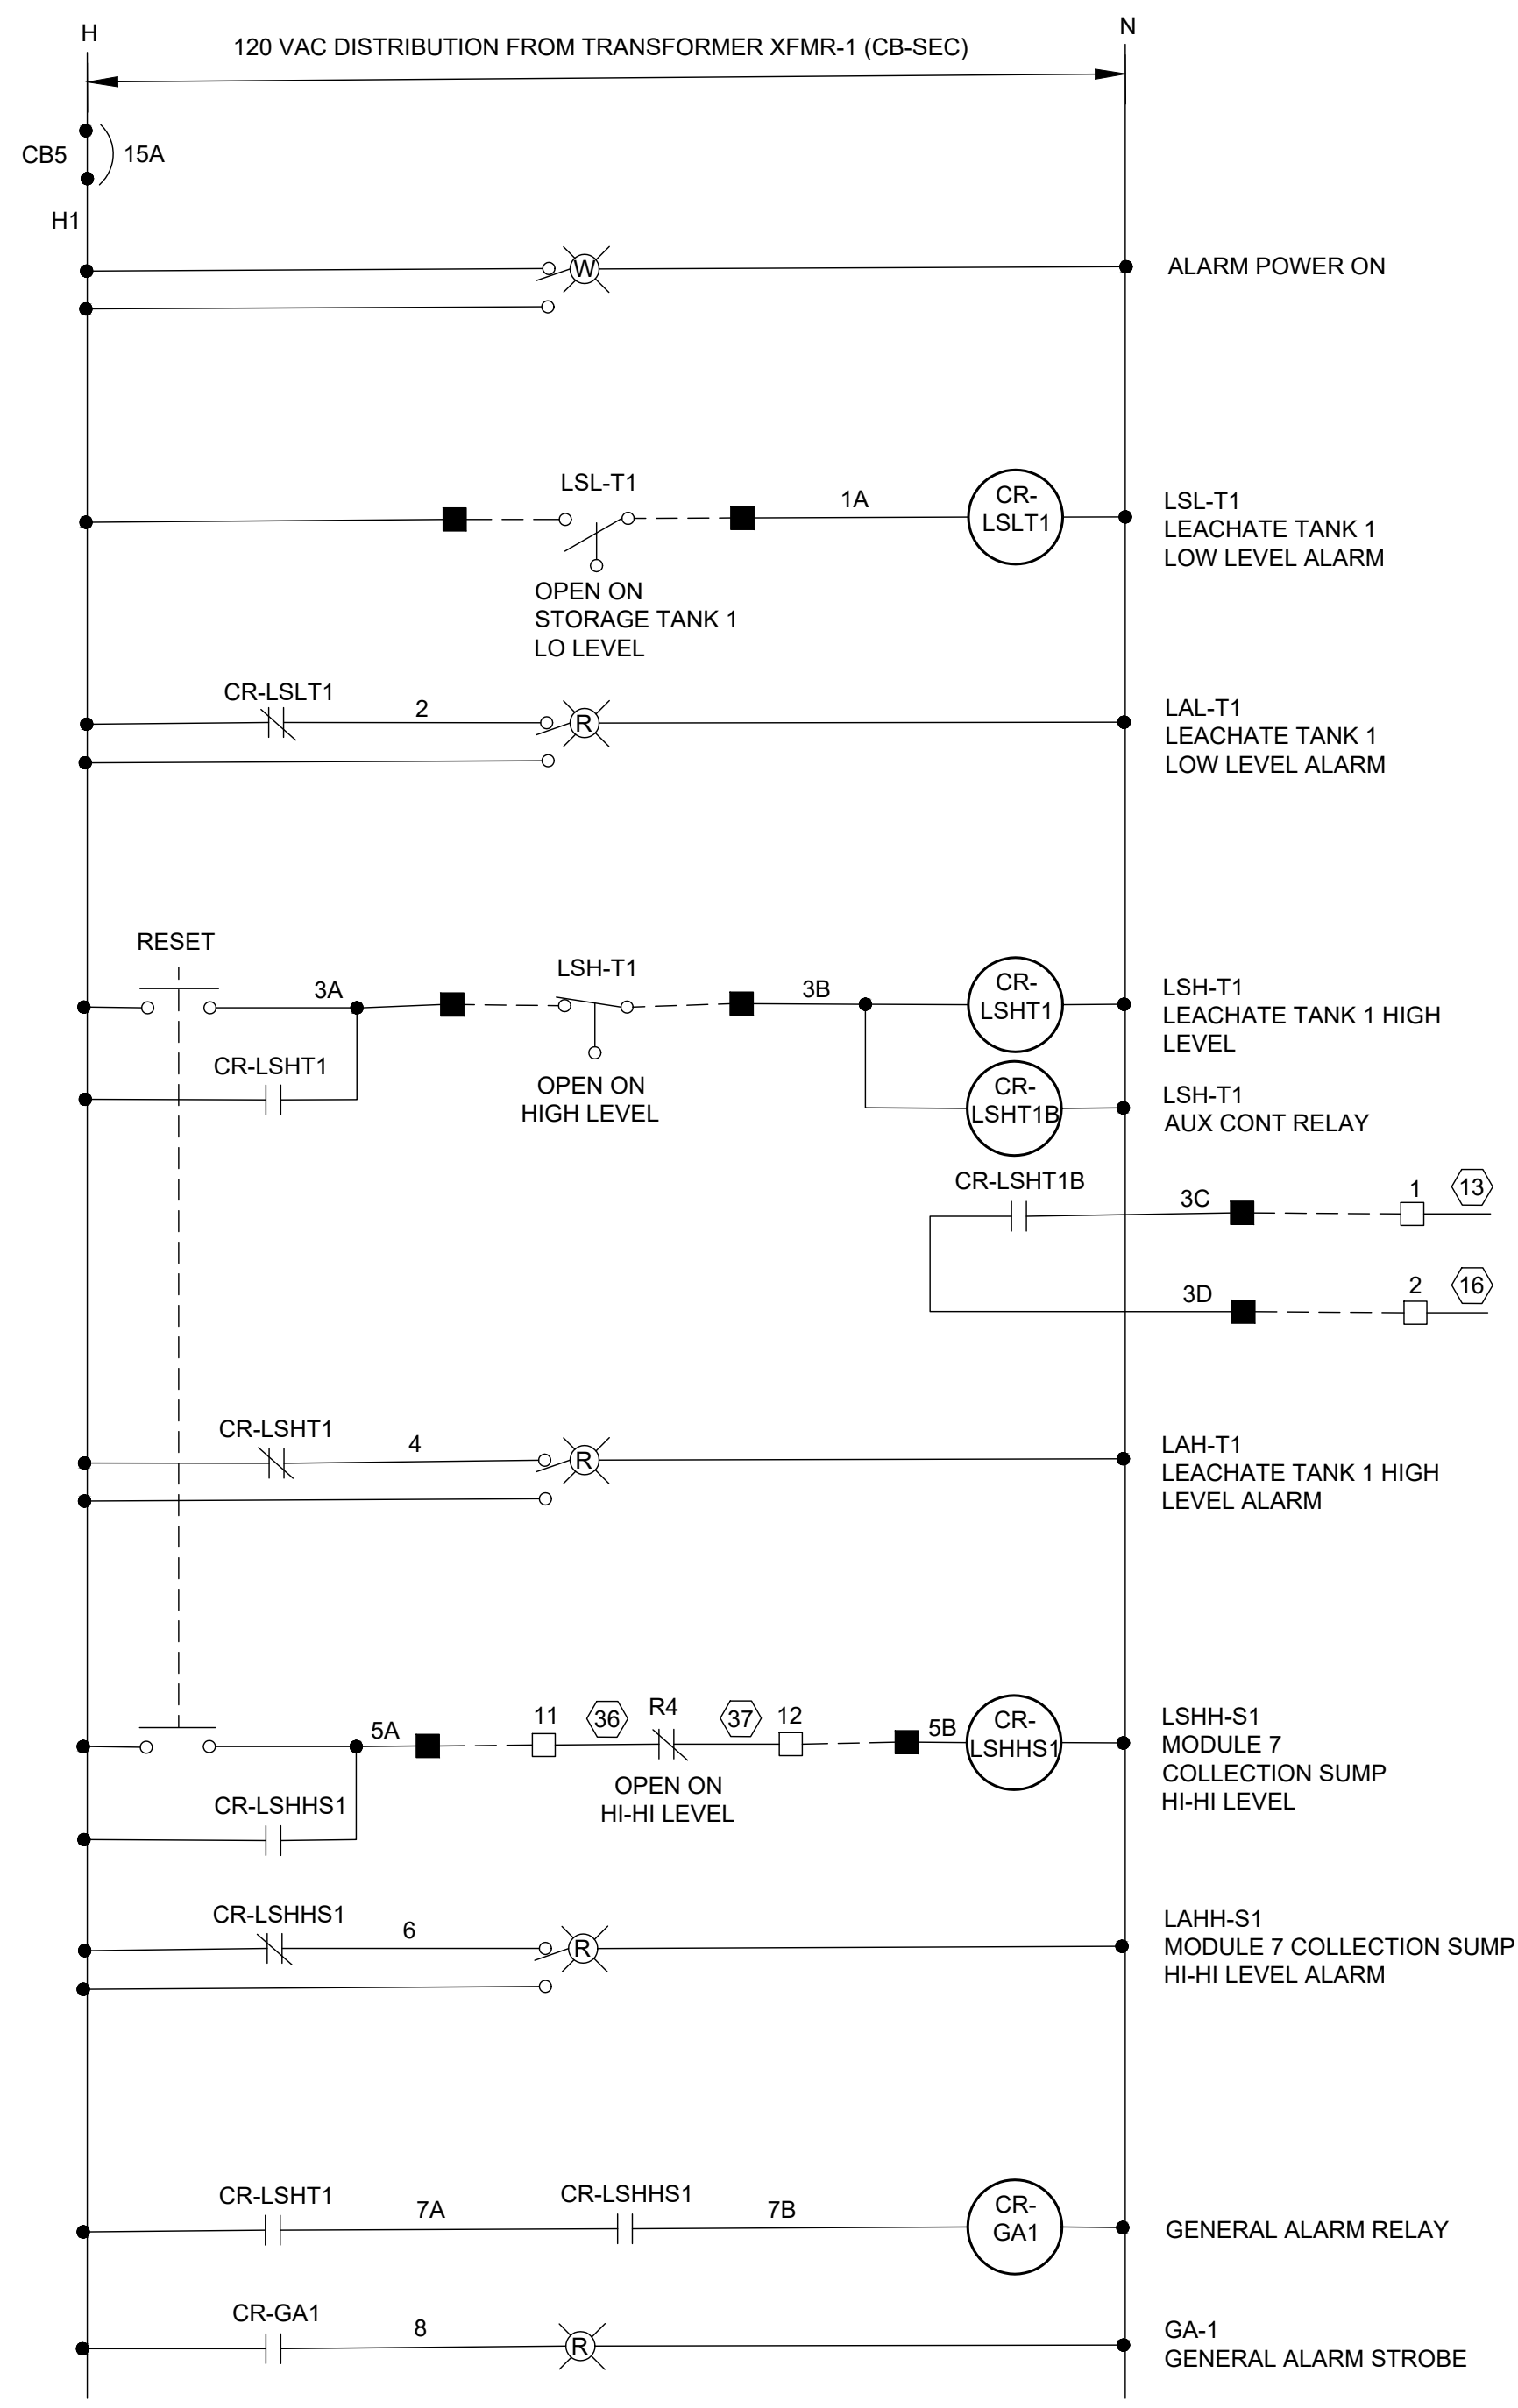 H
N
120 VAC DISTRIBUTION FROM TRANSFORMER XFMR-1 (CB-SEC)
CB5
15A
H1
W
ALARM POWER ON
LSL-T1
1A
CR-
LSLT1
LSL-T1
LEACHATE TANK 1
LOW LEVEL ALARM
OPEN ON
STORAGE TANK 1
LO LEVEL
CR-LSLT1
2
R
LAL-T1
LEACHATE TANK 1
LOW LEVEL ALARM
RESET
3A
LSH-T1
3B
CR-
LSHT1
LSH-T1
LEACHATE TANK 1 HIGH
LEVEL
CR-LSHT1
OPEN ON
HIGH LEVEL
CR-
LSHT1B
LSH-T1
AUX CONT RELAY
CR-LSHT1B
3C
1
13
3D
2
16
CR-LSHT1
4
R
LAH-T1
LEACHATE TANK 1 HIGH
LEVEL ALARM
5A
11
36
R4
37
12
5B
CR-
LSHHS1
LSHH-S1
MODULE 7
COLLECTION SUMP
HI-HI LEVEL
OPEN ON
HI-HI LEVEL
CR-LSHHS1
CR-LSHHS1
6
R
LAHH-S1
MODULE 7 COLLECTION SUMP
HI-HI LEVEL ALARM
CR-LSHT1
7A
CR-LSHHS1
7B
CR-
GA1
GENERAL ALARM RELAY
CR-GA1
8
R
GA-1
GENERAL ALARM STROBE